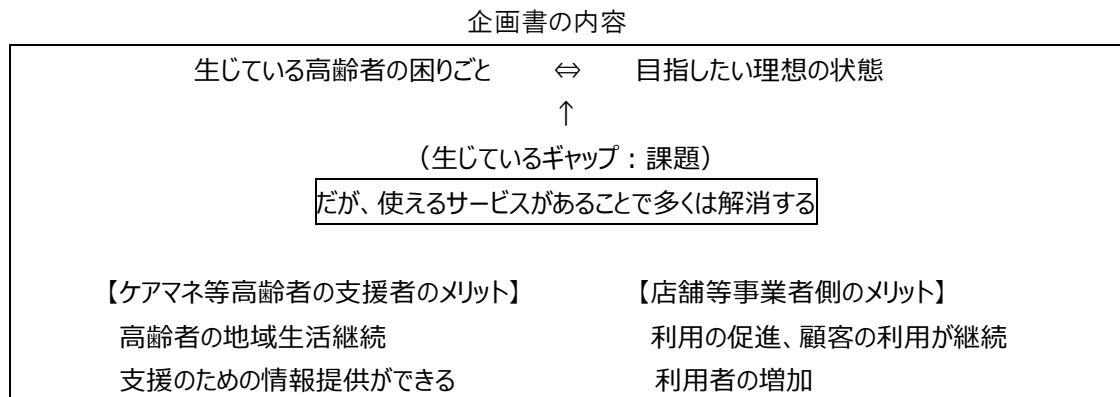 企画書の内容
生じている高齢者の困りごと ⇔ 目指したい理想の状態
↑
（生じているギャップ：課題）
だが、使えるサービスがあることで多くは解消する
【ケアマネ等高齢者の支援者のメリット】 【店舗等事業者側のメリット】
高齢者の地域生活継続 利用の促進、顧客の利用が継続
支援のための情報提供ができる 利用者の増加